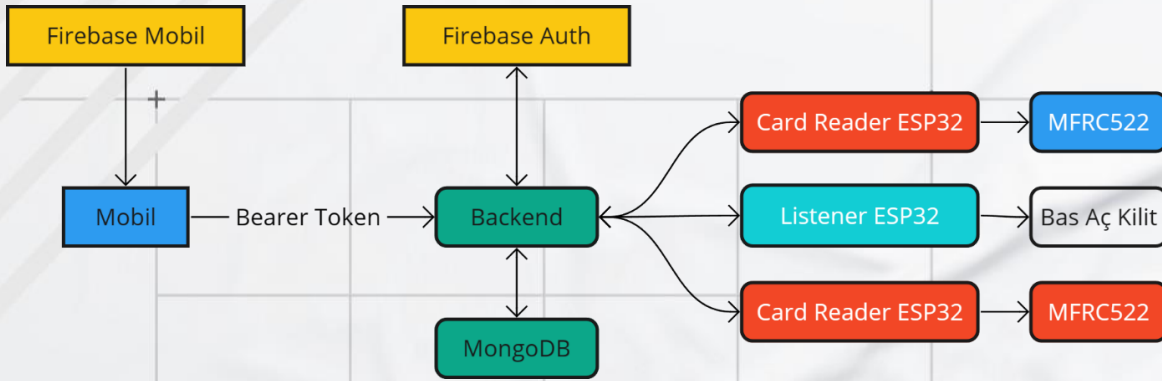 Firebase Mobil
Firebase Auth
Card Reader ESP32
MFRC522
Mobil
Bearer Token
Backend
Listener ESP32
Bas Aç Kilit
Card Reader ESP32
MFRC522
MongoDB